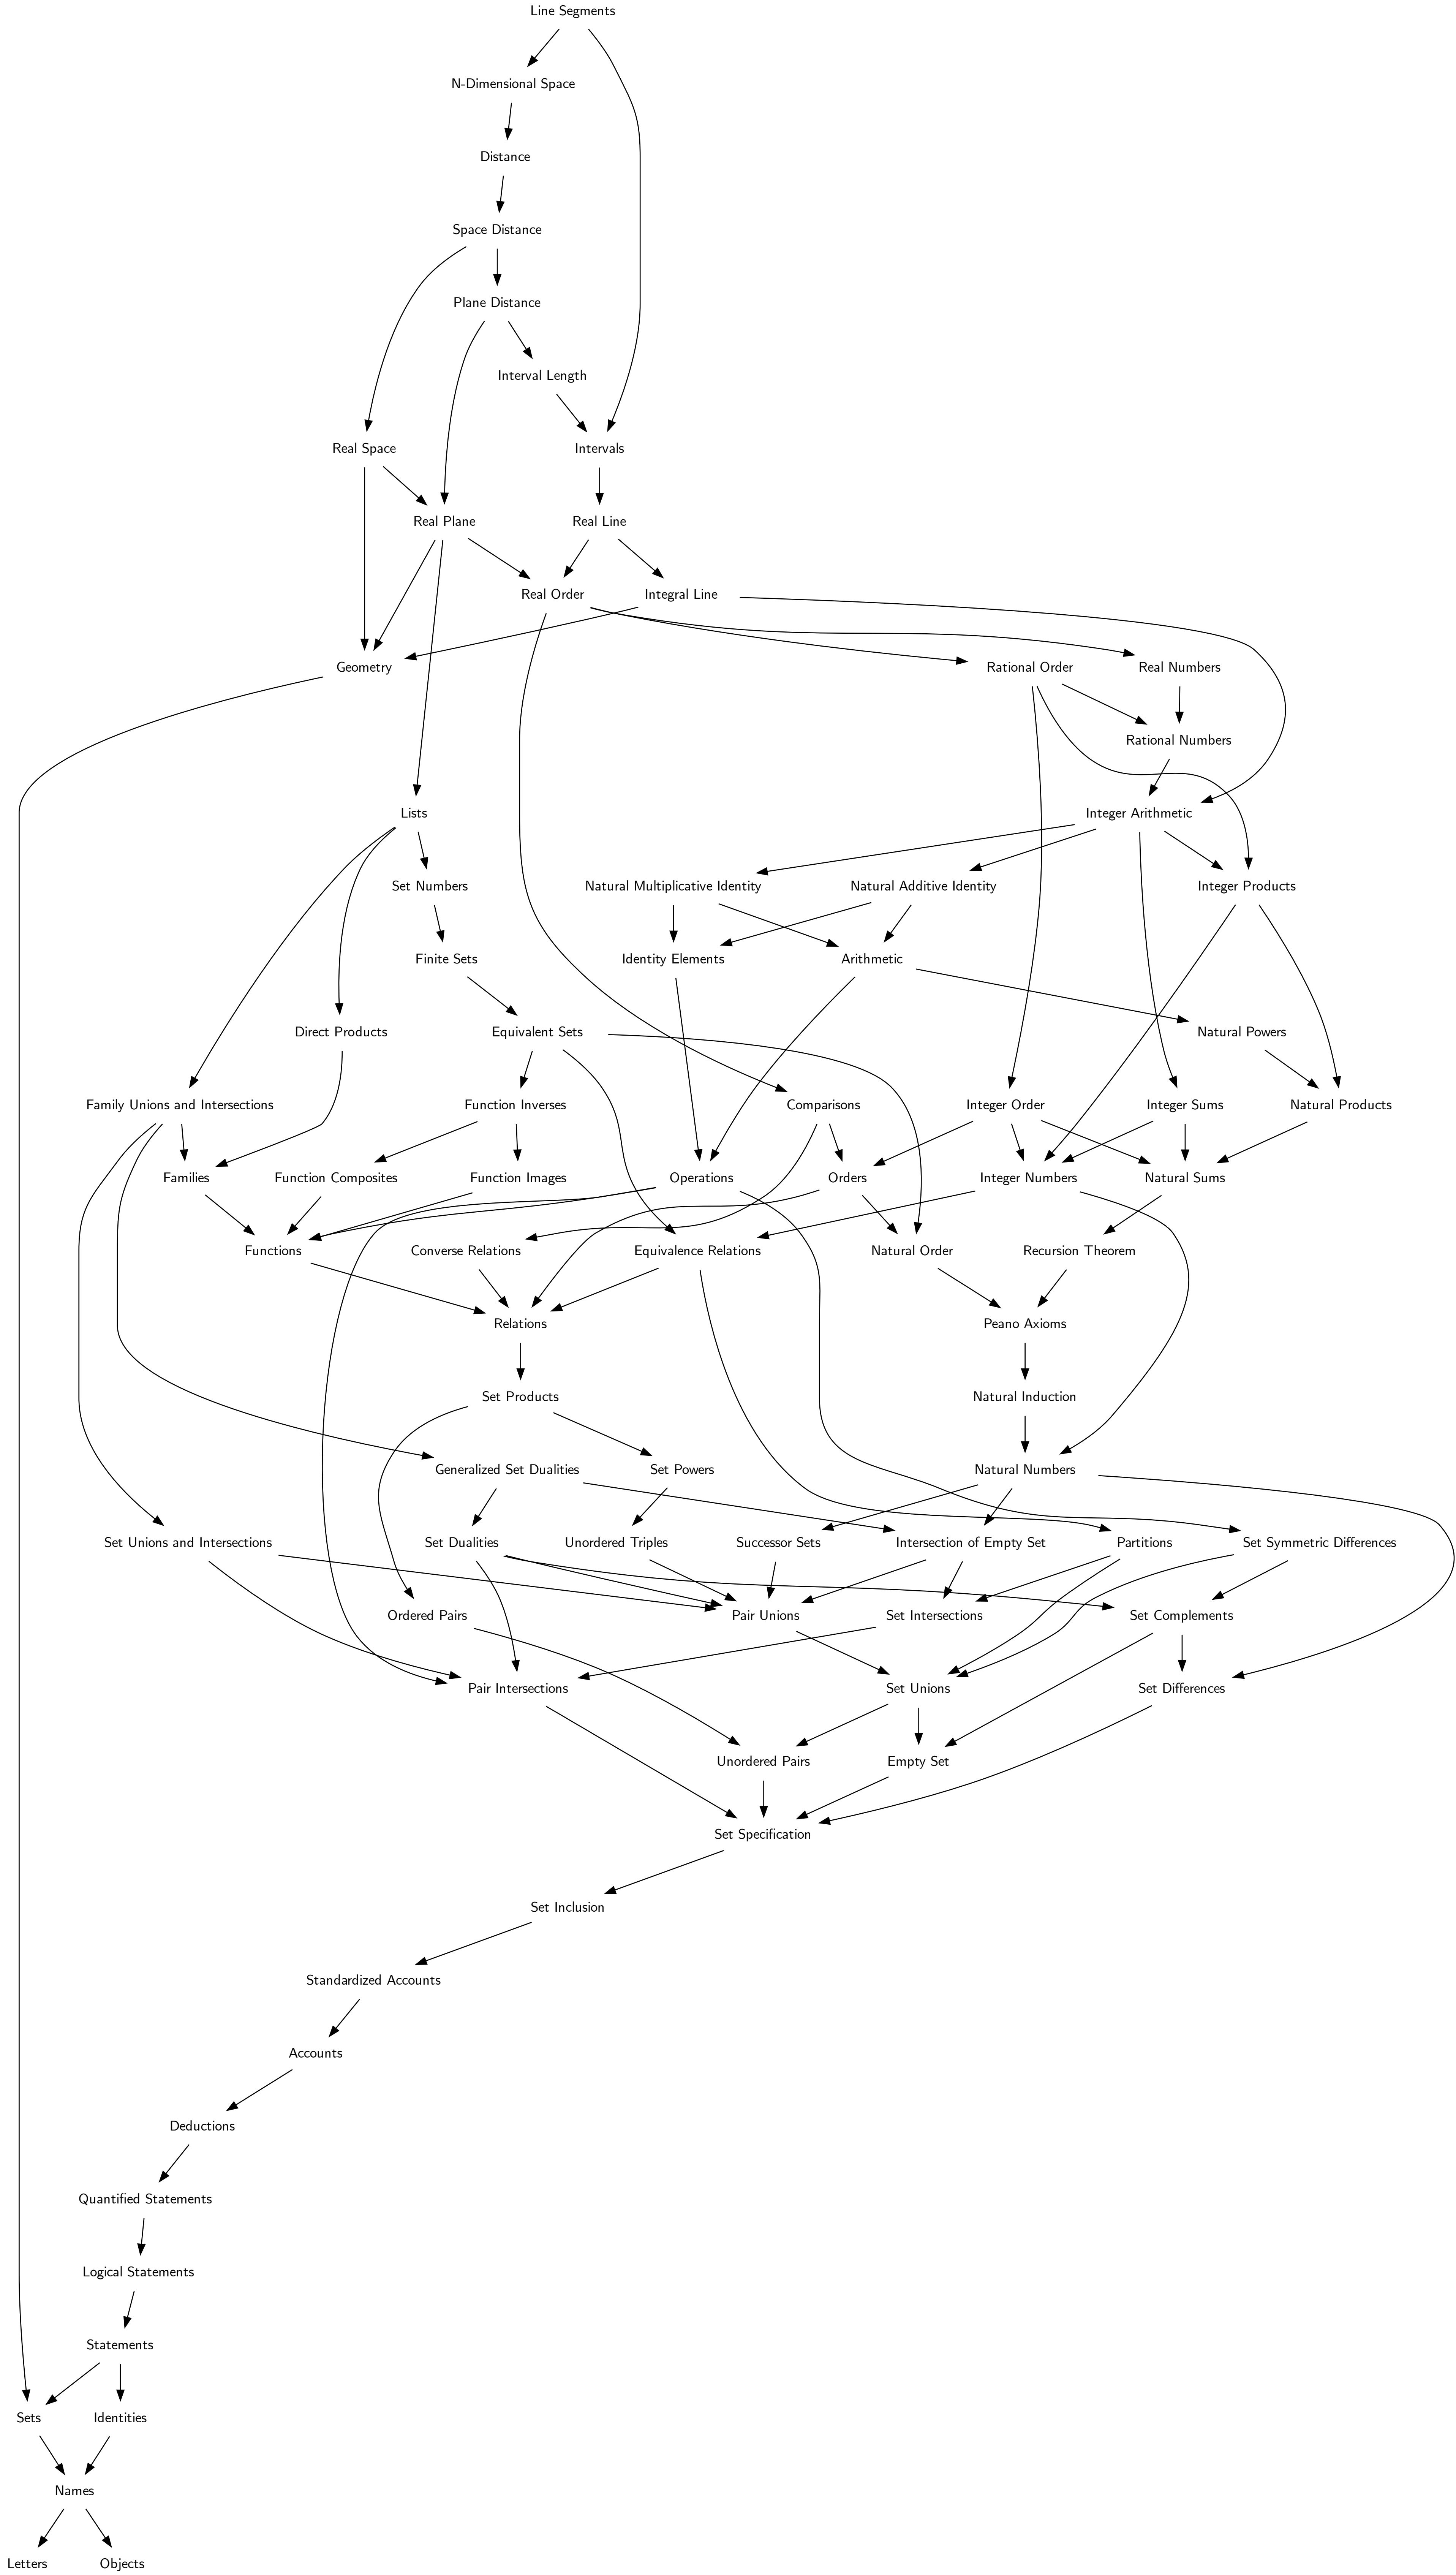 Line Segments
N-Dimensional Space
Distance
Space Distance
Plane Distance
Interval Length
Real Space
Intervals
Real Plane
Real Line
Real Order
Integral Line
Geometry
Rational Order
Real Numbers
Rational Numbers
Lists
Integer Arithmetic
Set Numbers
Natural Multiplicative Identity
Natural Additive Identity
Integer Products
Finite Sets
Identity Elements
Arithmetic
Direct Products
Equivalent Sets
Natural Powers
Family Unions and Intersections
Function Inverses
Comparisons
Integer Order
Integer Sums
Natural Products
Families
Function Composites
Function Images
Operations
Orders
Integer Numbers
Natural Sums
Functions
Converse Relations
Equivalence Relations
Natural Order
Recursion Theorem
Relations
Peano Axioms
Set Products
Natural Induction
Generalized Set Dualities
Set Powers
Natural Numbers
Set Unions and Intersections
Set Dualities
Unordered Triples
Successor Sets
Intersection of Empty Set
Partitions
Set Symmetric Differences
Ordered Pairs
Pair Unions
Set Intersections
Set Complements
Pair Intersections
Set Unions
Set Differences
Unordered Pairs
Empty Set
Set Specification
Set Inclusion
Standardized Accounts
Accounts
Deductions
Quantified Statements
Logical Statements
Statements
Sets
Identities
Names
Letters
Objects